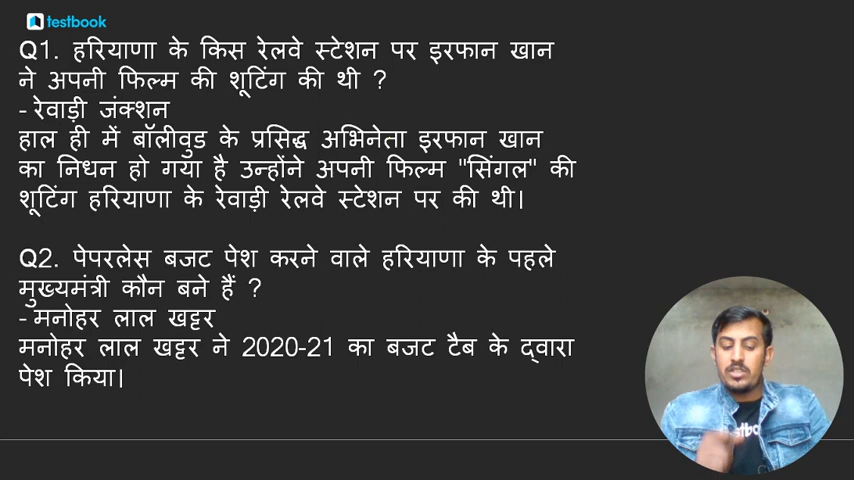 testbook
Q1. हरियाणा के किस रेलवे स्टेशन पर इरफान खान
ने अपनी फिल्म की शूटिंग की थी ?
- रेवाड़ी जंक्शन
हाल ही में बॉलीवुड के प्रसिद्ध अभिनेता इरफान खान
का निधन हो गया है उन्होंने अपनी फिल्म "सिंगल" की
शूटिंग हरियाणा के रेवाड़ी रेलवे स्टेशन पर की थी।
Q2. पेपरलेस बजट पेश करने वाले हरियाणा के पहले
मुख्यमंत्री कौन बने हैं ?
- मनोहर लाल खट्टर
मनोहर लाल खट्टर ने 2020-21 का बजट टैब के द्वारा
पेश किया।